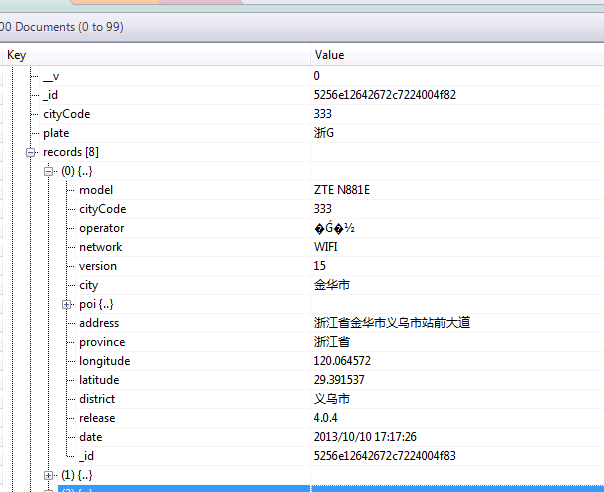 00 Documents (0 to 99)
Key Value
__v 0
_id 5256e12642672c7224004f82
cityCode 333
plate 浙G
records [8]
(0) {..}
model ZTE N881E
cityCode 333
operator �Ǵ�½
network WIFI
version 15
city 金华市
poi {..}
address 浙江省金华市义乌市站前大道
province 浙江省
longitude 120.064572
latitude 29.391537
district 义乌市
release 4.0.4
date 2013/10/10 17:17:26
_id 5256e12642672c7224004f83
(1) {..}